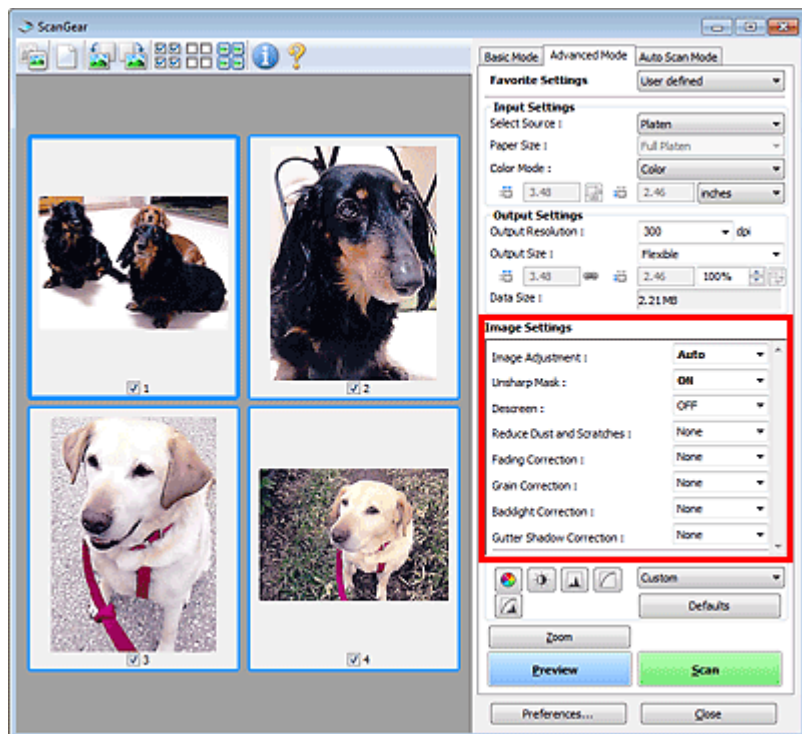 ScanGear
Basic Mode Advanced Mode Auto Scan Mode
Favorite Settings User defined
Input Settings
Select Source : Platen
Paper Size : Full Platen
Color Mode : Color
3.48 2.46 inches
Output Settings
Output Resolution : 300 dpi
Output Size : Flexible
3.48 2.46 100%
Data Size : 2.21 MB
Image Settings
Image Adjustment : Auto
Unsharp Mask : ON
Descreen : OFF
Reduce Dust and Scratches : None
Fading Correction : None
Grain Correction : None
Backlight Correction : None
Gutter Shadow Correction : None
Custom
Defaults
Zoom
Preview Scan
Preferences... Close
1
2
3
4